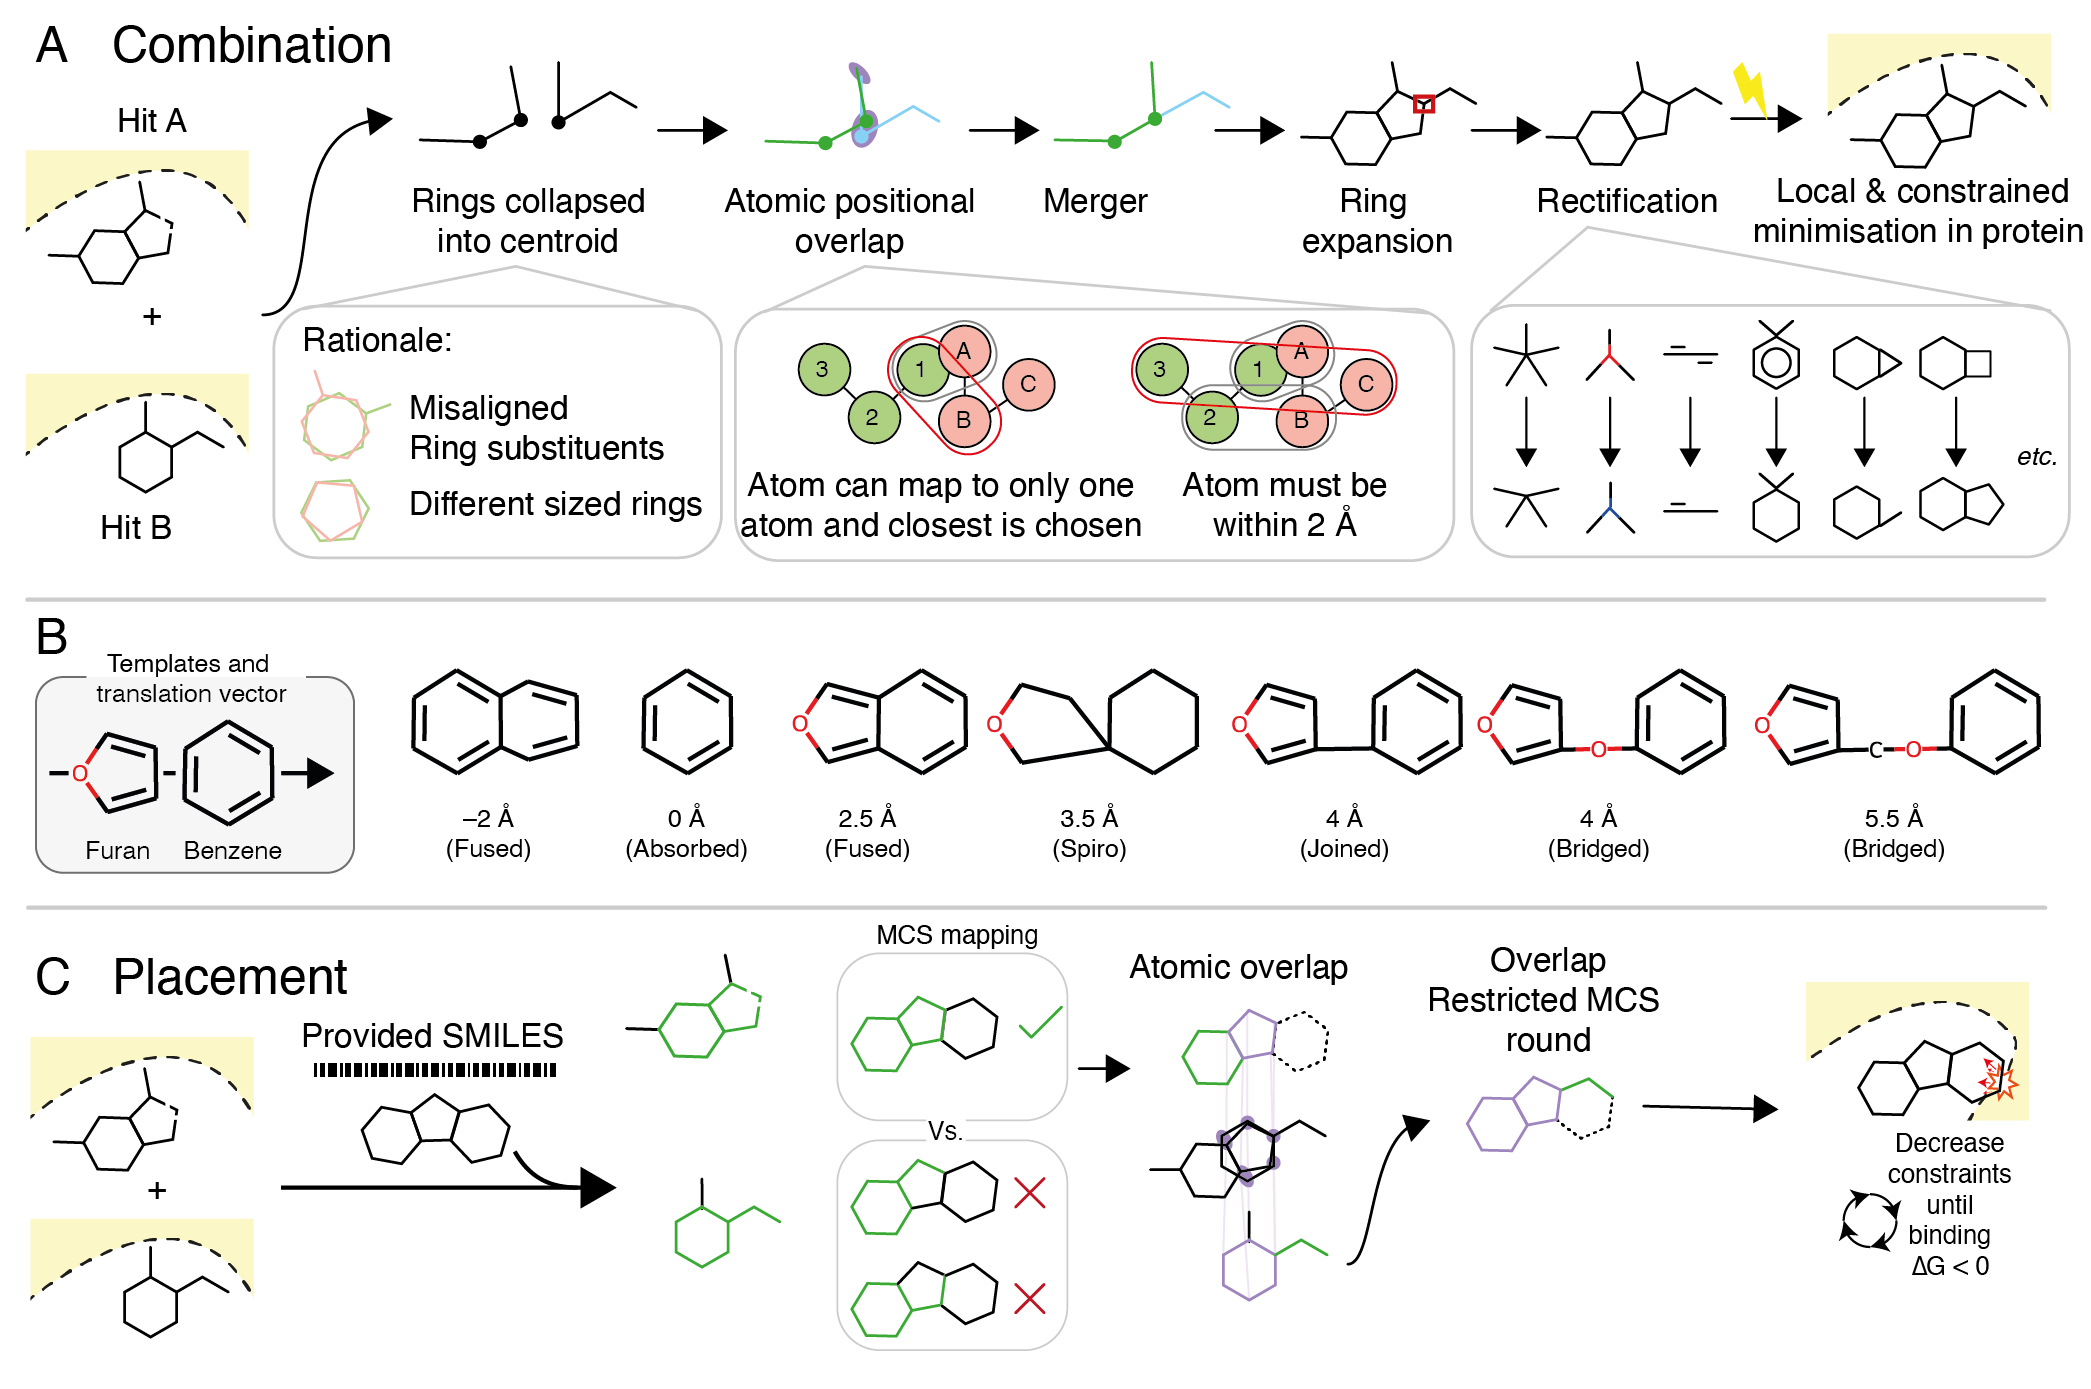 A Combination
Hit A
+
Hit B
Rings collapsed
into centroid
Atomic positional
overlap
Merger
Ring
expansion
Rectification
Local & constrained
minimisation in protein
Rationale:
Misaligned
Ring substituents
Different sized rings
3 2 1 A B C
Atom can map to only one
atom and closest is chosen
3 2 1 A B C
Atom must be
within 2 Å
etc.
B
Templates and
translation vector
O
Furan Benzene
–2 Å
(Fused)
0 Å
(Absorbed)
O
2.5 Å
(Fused)
O
3.5 Å
(Spiro)
O
4 Å
(Joined)
O O
4 Å
(Bridged)
O C O
5.5 Å
(Bridged)
C Placement
+
Provided SMILES
MCS mapping
Vs.
Atomic overlap
Overlap
Restricted MCS
round
Decrease
constraints
until
binding
ΔG < 0